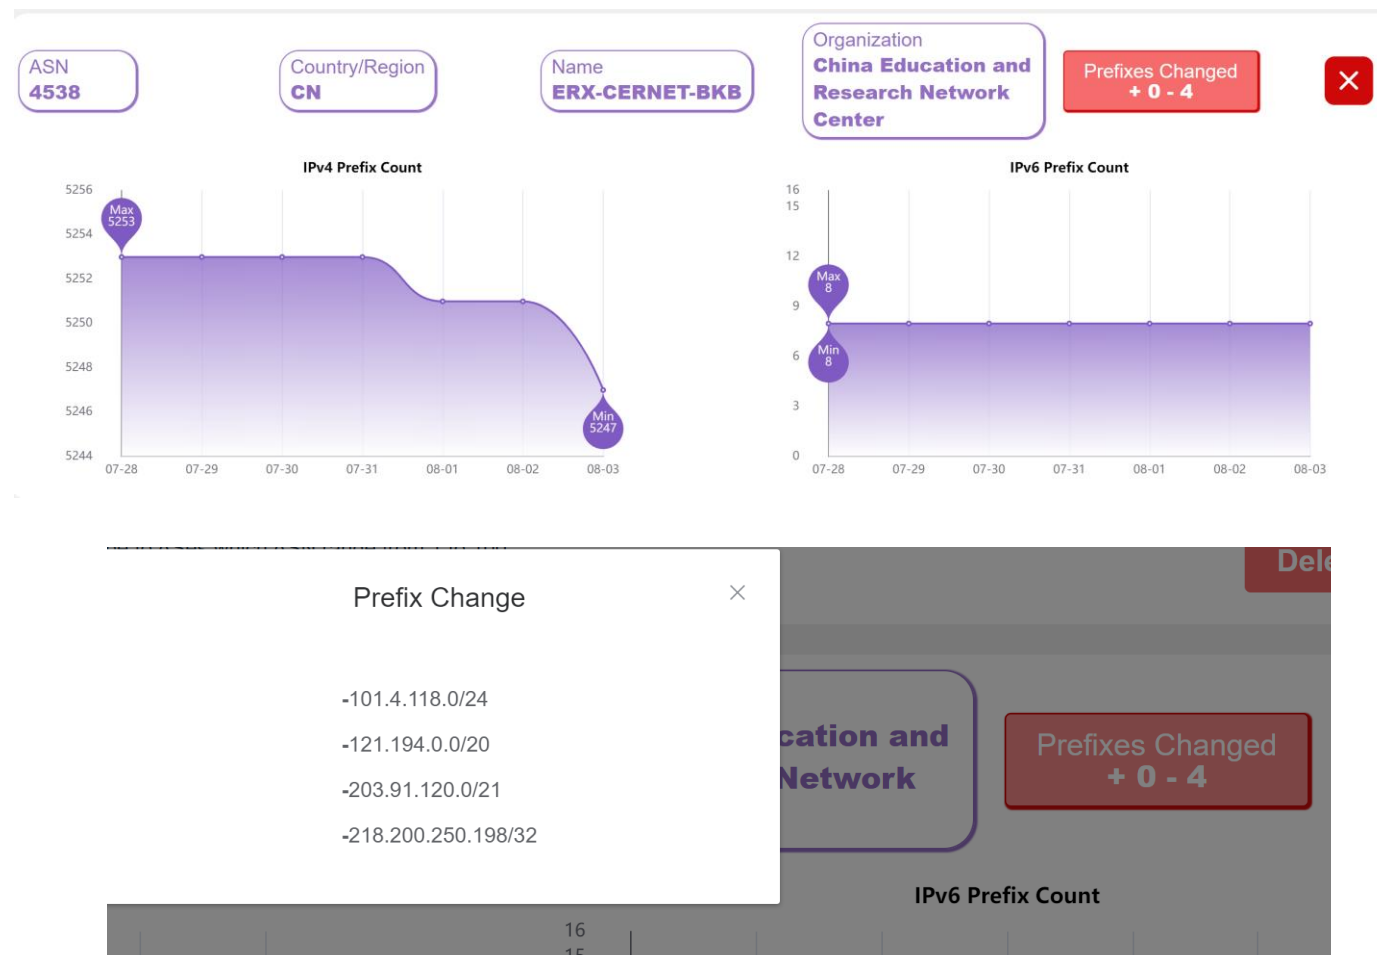 ASN
4538
Country/Region
CN
Name
ERX-CERNET-BKB
Organization
China Education and
Research Network
Center
Prefixes Changed
+ 0 - 4
IPv4 Prefix Count
5256
5254
5252
5250
5248
5246
5244
Max
5253
Min
5247
07-28
07-29
07-30
07-31
08-01
08-02
08-03
IPv6 Prefix Count
16
15
12
9
6
3
0
Max
8
Min
8
07-28
07-29
07-30
07-31
08-01
08-02
08-03
Prefix Change
-101.4.118.0/24
-121.194.0.0/20
-203.91.120.0/21
-218.200.250.198/32
Dele
cation and
Network
Prefixes Changed
+ 0 - 4
IPv6 Prefix Count
16
15